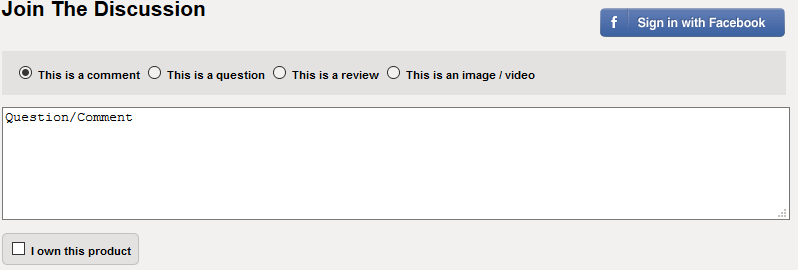 Join The Discussion
f Sign in with Facebook
This is a comment This is a question This is a review This is an image / video
Question/Comment
I own this product